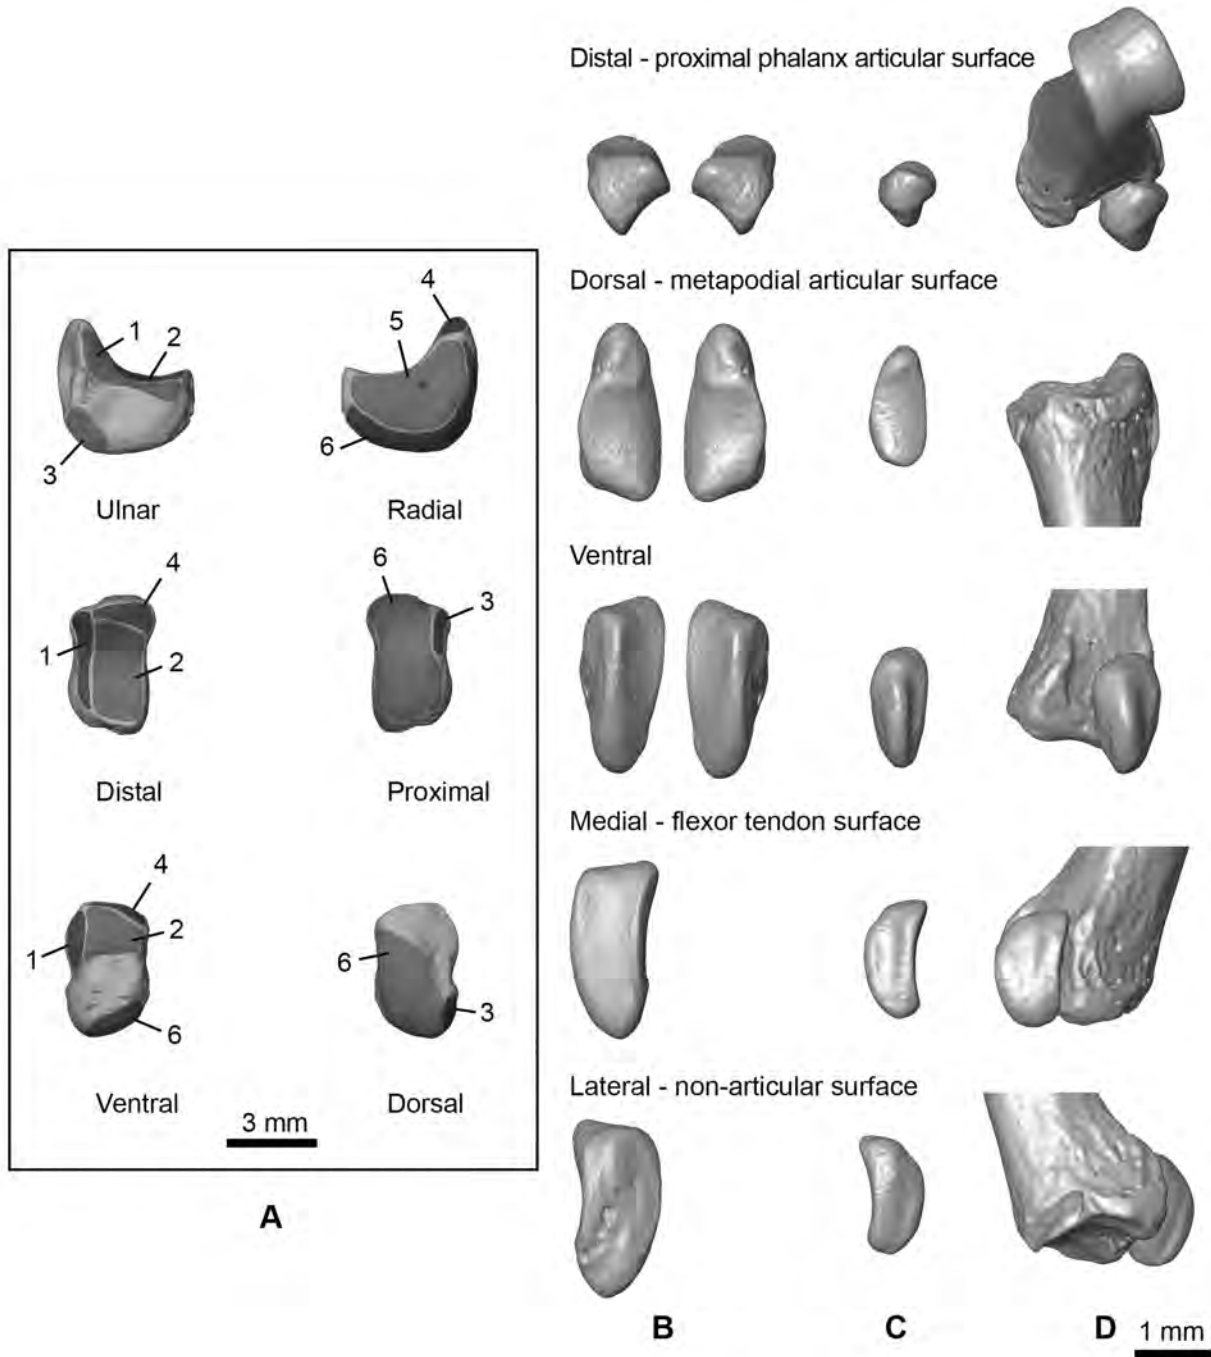 Distal - proximal phalanx articular surface
Dorsal - metapodial articular surface
4
1
5
2
3
6
Ulnar
Radial
Ventral
4
6
3
1
2
Distal
Proximal
Medial - flexor tendon surface
4
2
1
6
3
6
Lateral - non-articular surface
Ventral
Dorsal
3 mm
A
B
C
D
1 mm